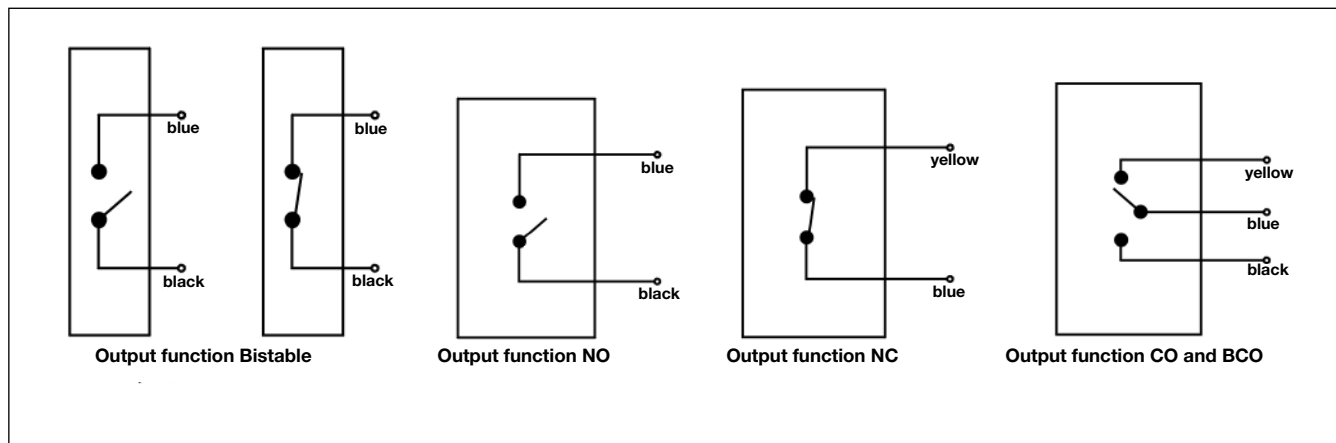 blue
black
Output function Bistable
blue
black
blue
black
Output function NO
yellow
blue
Output function NC
yellow
blue
black
Output function CO and BCO